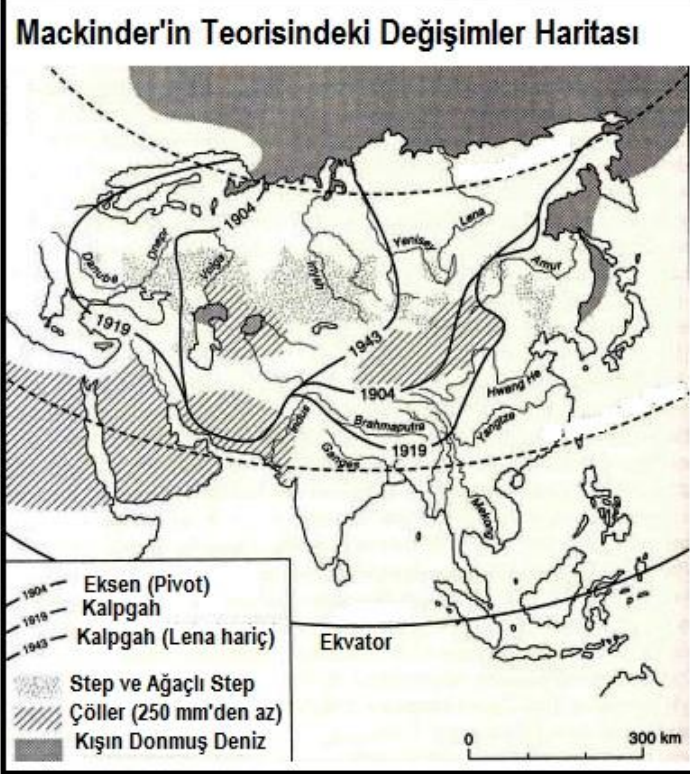 Mackinder'in Teorisindeki Değişimler Haritası
1904
Lena
Yenisey
Dnepr
Volga
Danube
Irtysh
Amur
1919
1943
1904
Hwang He
Indus
Brahmaputra
Yangtze
1919
Ganges
Mekong
1904 Eksen (Pivot)
1919 Kalpgah
1943 Kalpgah (Lena hariç)
Ekvator
Step ve Ağaçlı Step
Çöller (250 mm'den az)
Kışın Donmuş Deniz
0 300 km